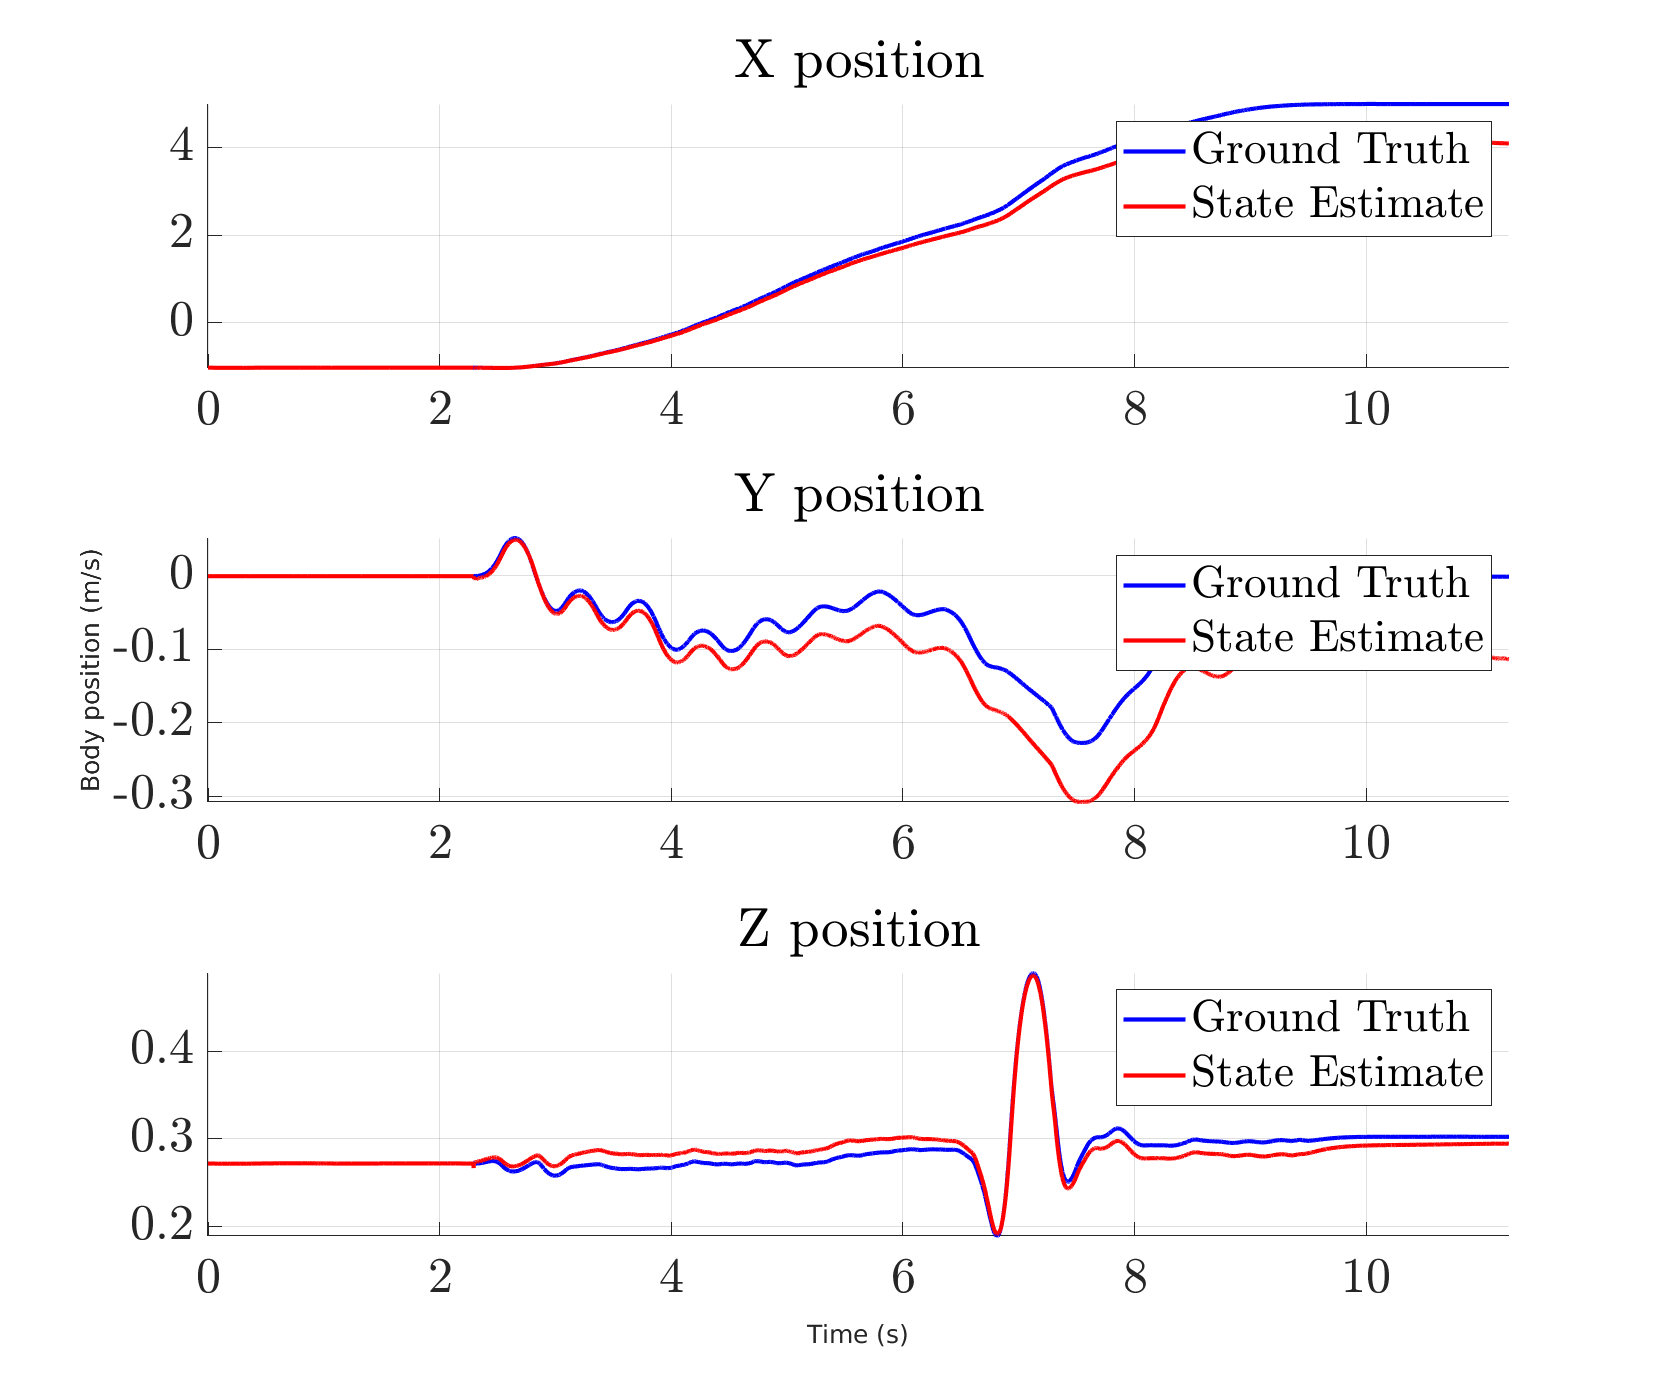 X position
4
2
0
Ground Truth
State Estimate
0 2 4 6 8 10
Y position
Body position (m/s)
0
-0.1
-0.2
-0.3
Ground Truth
State Estimate
0 2 4 6 8 10
Z position
0.4
0.3
0.2
Ground Truth
State Estimate
0 2 4 6 8 10
Time (s)